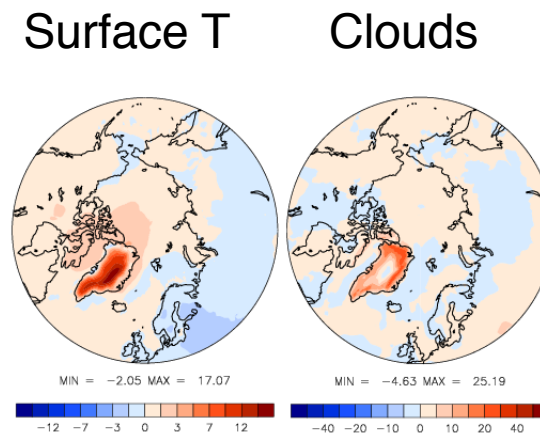 Surface T
Clouds
MIN = -2.05 MAX = 17.07
MIN = -4.63 MAX = 25.19
-12 -7 -3 0 3 7 12
-40 -20 -10 0 10 20 40